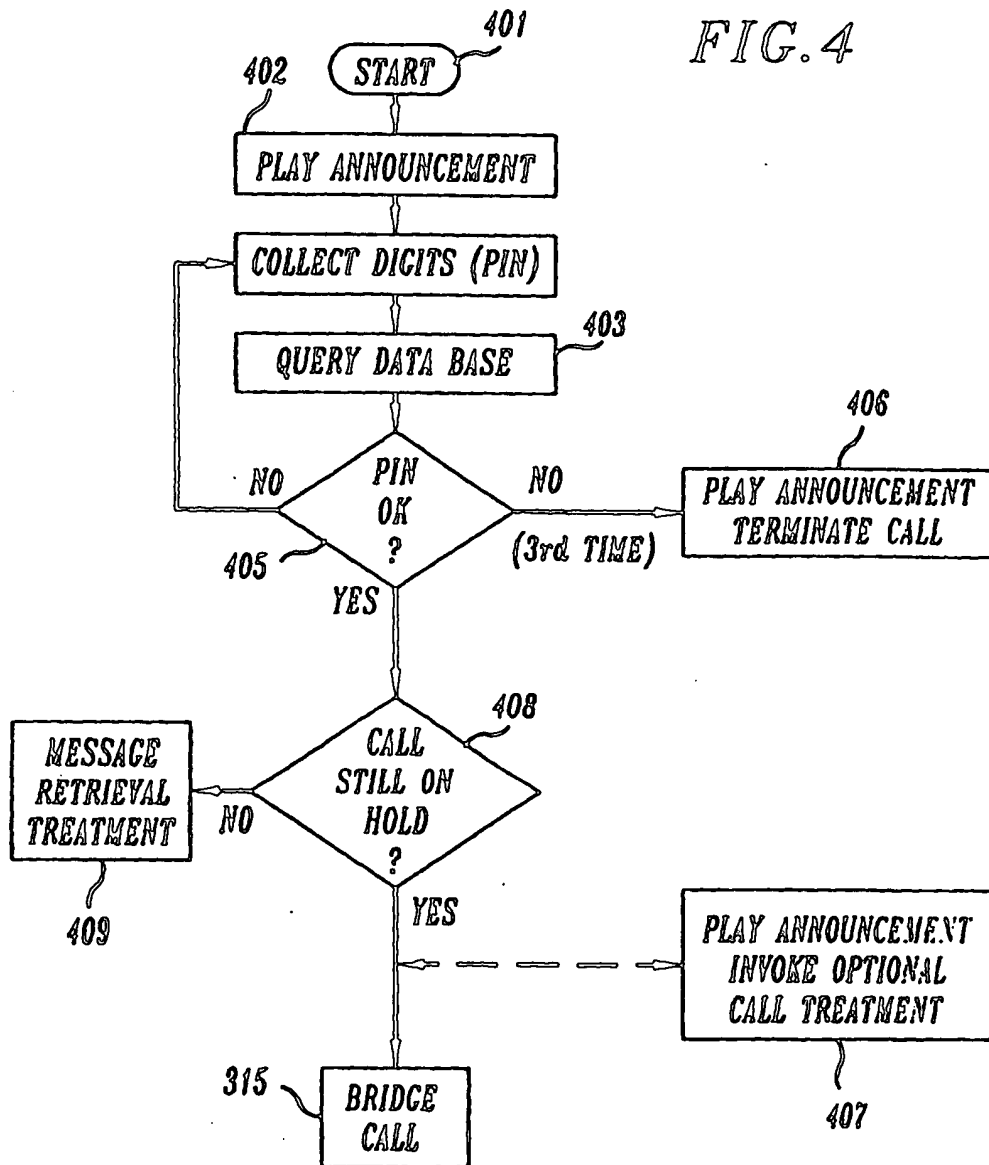 FIG. 4
401
START
402
PLAY ANNOUNCEMENT
COLLECT DIGITS (PIN)
403
QUERY DATA BASE
406
PIN
OK
?
NO
NO
(3rd TIME)
405
YES
PLAY ANNOUNCEMENT
TERMINATE CALL
408
CALL
STILL ON
HOLD
?
NO
MESSAGE
RETRIEVAL
TREATMENT
409
YES
PLAY ANNOUNCEMENT
INVOKE OPTIONAL
CALL TREATMENT
407
315
BRIDGE
CALL